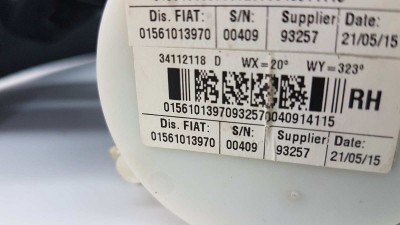 Dis. FIAT: S/N: Supplier: Date:
01561013970 00409 93257 21/05/15
34112118 D WX=20° WY=323°
RH
01561013970932570040914115
Dis. FIAT: S/N: Supplier: Date:
01561013970 00409 93257 21/05/15